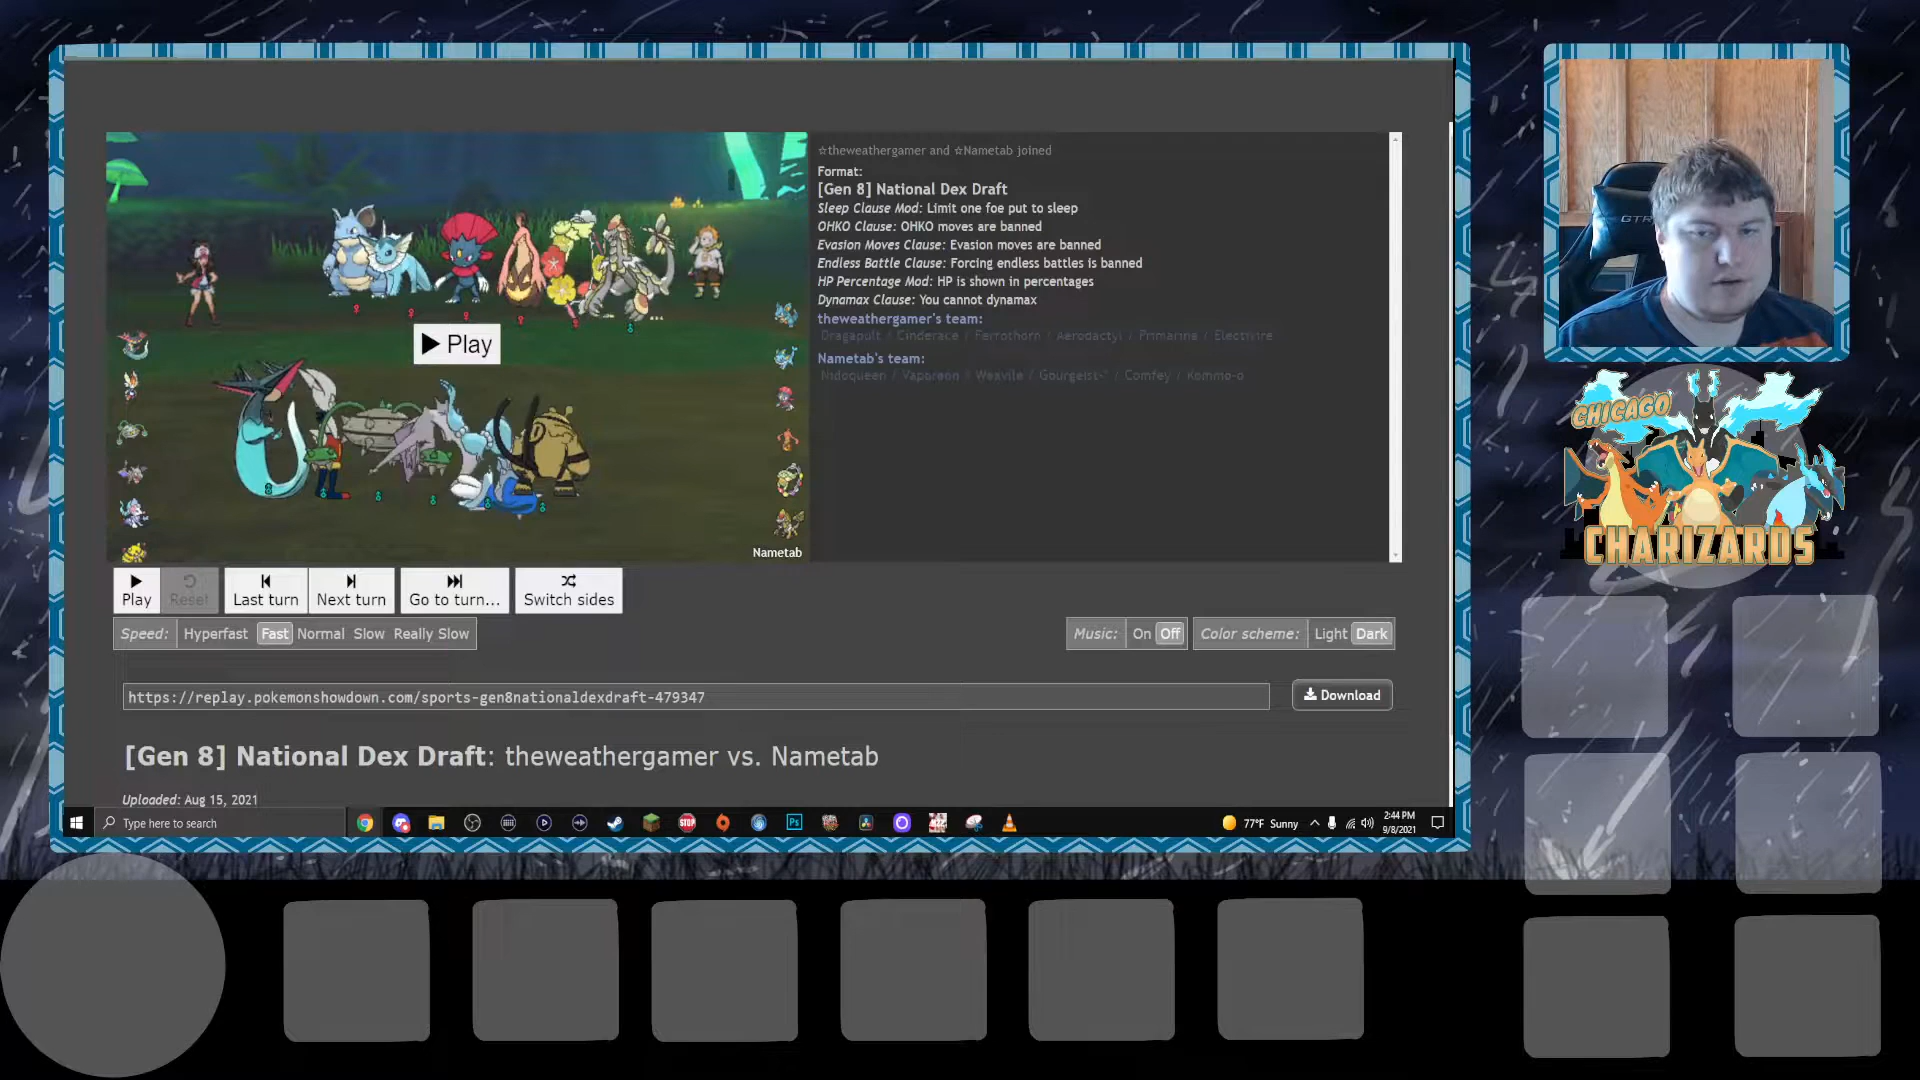 ☆theweathergamer and ☆Nametab joined
Format:
[Gen 8] National Dex Draft
Sleep Clause Mod: Limit one foe put to sleep
OHKO Clause: OHKO moves are banned
Evasion Moves Clause: Evasion moves are banned
Endless Battle Clause: Forcing endless battles is banned
HP Percentage Mod: HP is shown in percentages
Dynamax Clause: You cannot dynamax
theweathergamer's team:
Dragapult / Cinderace / Ferrothorn / Aerodactyl / Primarina / Electivire
Nametab's team:
Nidoqueen / Vaporeon / Weavile / Gourgeist-* / Comfey / Kommo-o
Play
Nametab
Play Reset Last turn Next turn Go to turn... Switch sides
Speed: Hyperfast Fast Normal Slow Really Slow
Music: On Off Color scheme: Light Dark
https://replay.pokemonshowdown.com/sports-gen8nationaldexdraft-479347
Download
[Gen 8] National Dex Draft: theweathergamer vs. Nametab
Uploaded: Aug 15, 2021
Type here to search
STOP
Ps
77°F Sunny
2:44 PM
9/8/2021
GTR
CHICAGO
CHARIZARDS